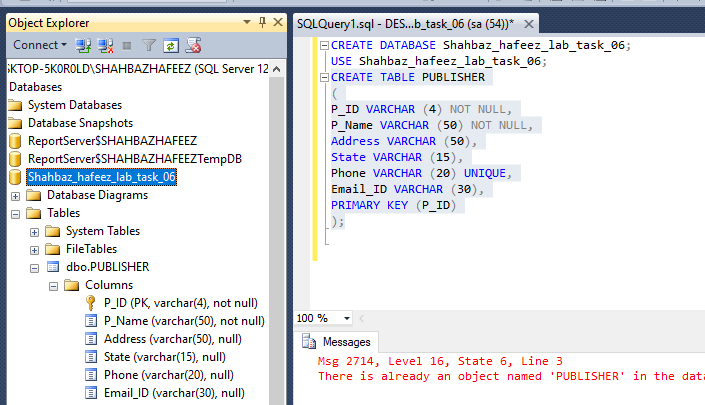 Object Explorer
Connect
SKTOP-5K0R0LD\SHAHBAZHAFEEZ (SQL Server 12
Databases
System Databases
Database Snapshots
ReportServer$SHAHBAZHAFEEZ
ReportServer$SHAHBAZHAFEEZTempDB
Shahbaz_hafeez_lab_task_06
Database Diagrams
Tables
System Tables
FileTables
dbo.PUBLISHER
Columns
P_ID (PK, varchar(4), not null)
P_Name (varchar(50), not null)
Address (varchar(50), null)
State (varchar(15), null)
Phone (varchar(20), null)
Email_ID (varchar(30), null)
SQLQuery1.sql - DES...b_task_06 (sa (54))*
CREATE DATABASE Shahbaz_hafeez_lab_task_06;
USE Shahbaz_hafeez_lab_task_06;
CREATE TABLE PUBLISHER
(
P_ID VARCHAR (4) NOT NULL,
P_Name VARCHAR (50) NOT NULL,
Address VARCHAR (50),
State VARCHAR (15),
Phone VARCHAR (20) UNIQUE,
Email_ID VARCHAR (30),
PRIMARY KEY (P_ID)
);
100 %
Messages
Msg 2714, Level 16, State 6, Line 3
There is already an object named 'PUBLISHER' in the data